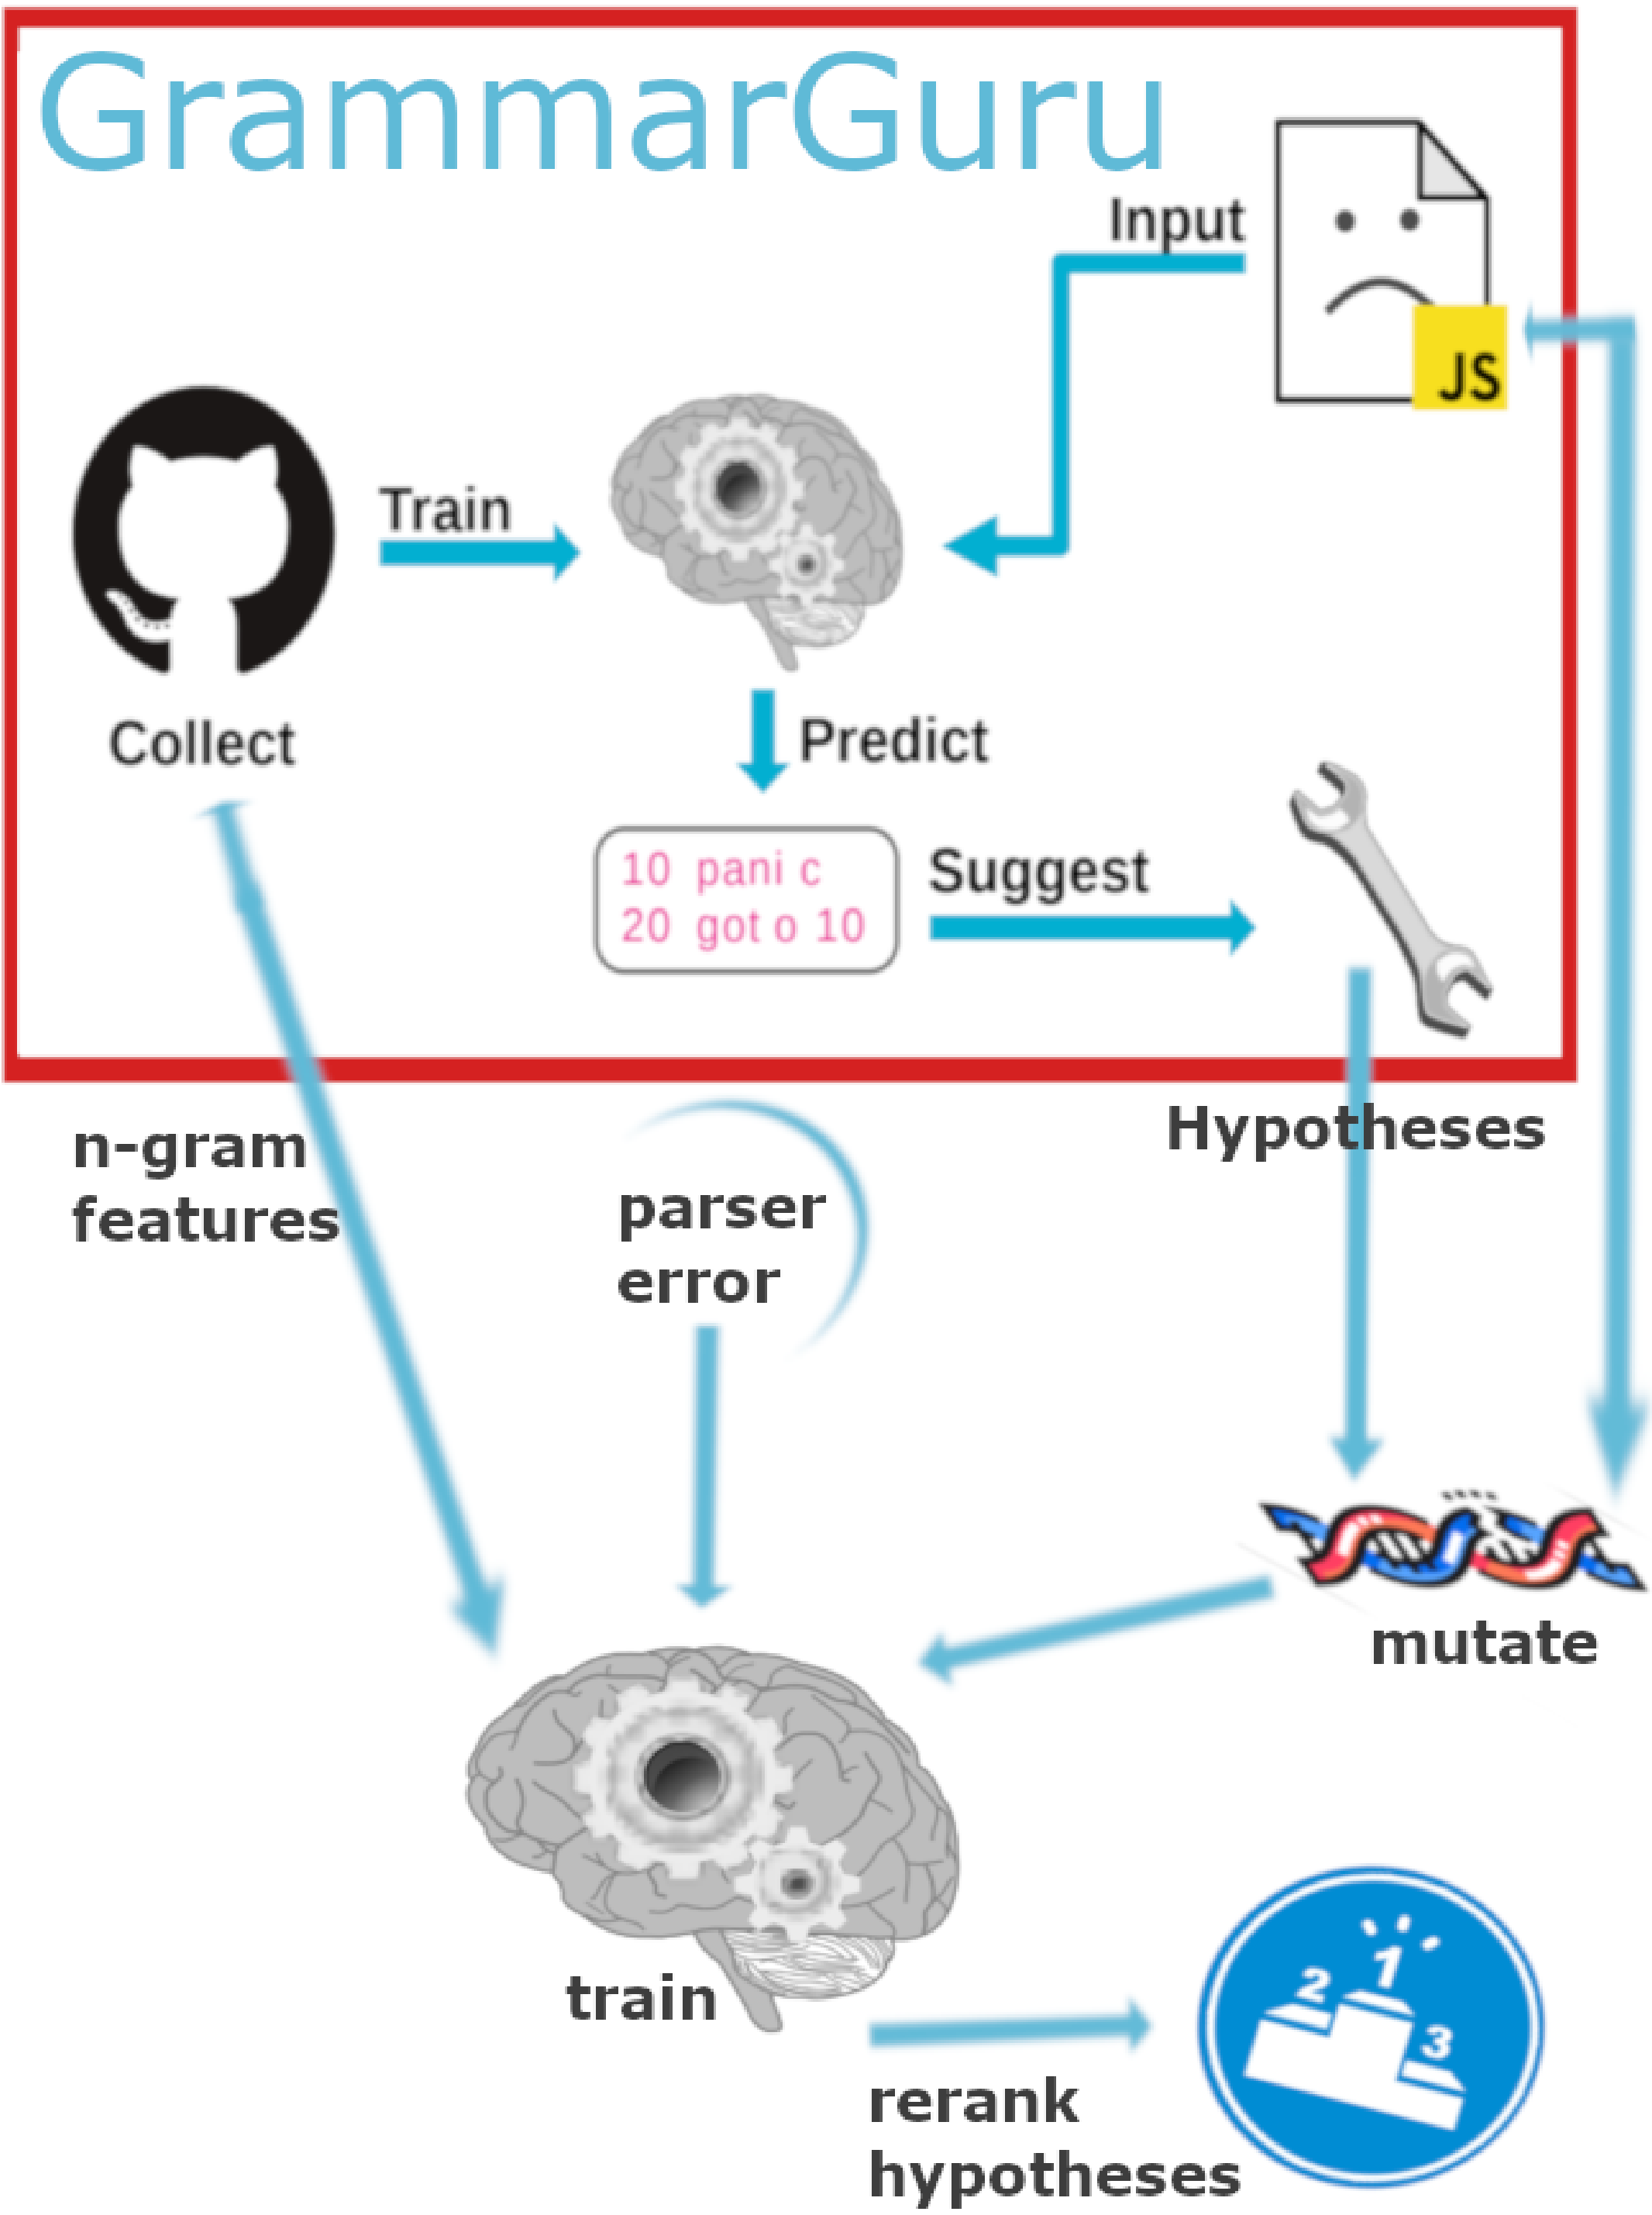 GrammarGuru
Input
JS
Train
Collect
Predict
10 pani c
20 got o 10
Suggest
n-gram
features
parser
error
Hypotheses
mutate
train
rerank
hypotheses
1
2
3